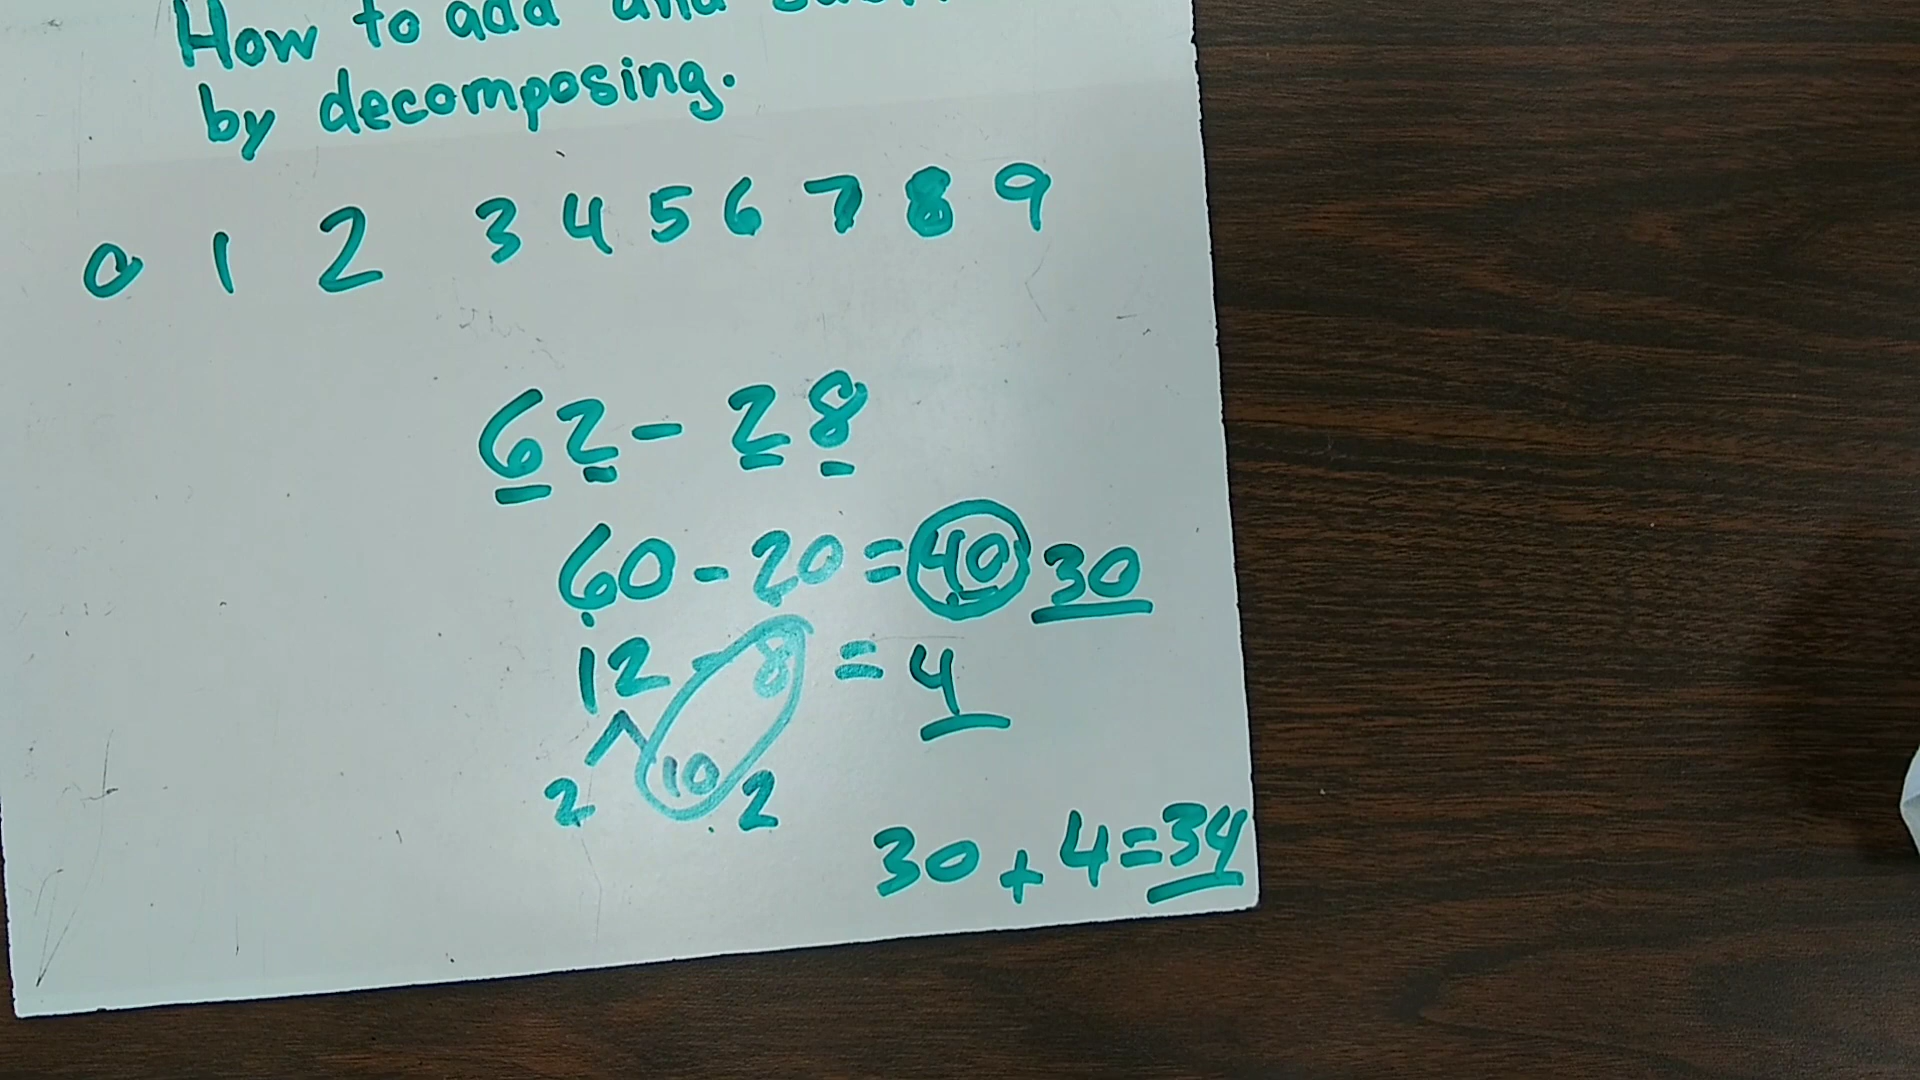 How to add and
by decomposing.
0 1 2 3 4 5 6 7 8 9
62 - 28
60 - 20 = 40 30
12 - 8 = 4
2 10 2
30 + 4 = 34